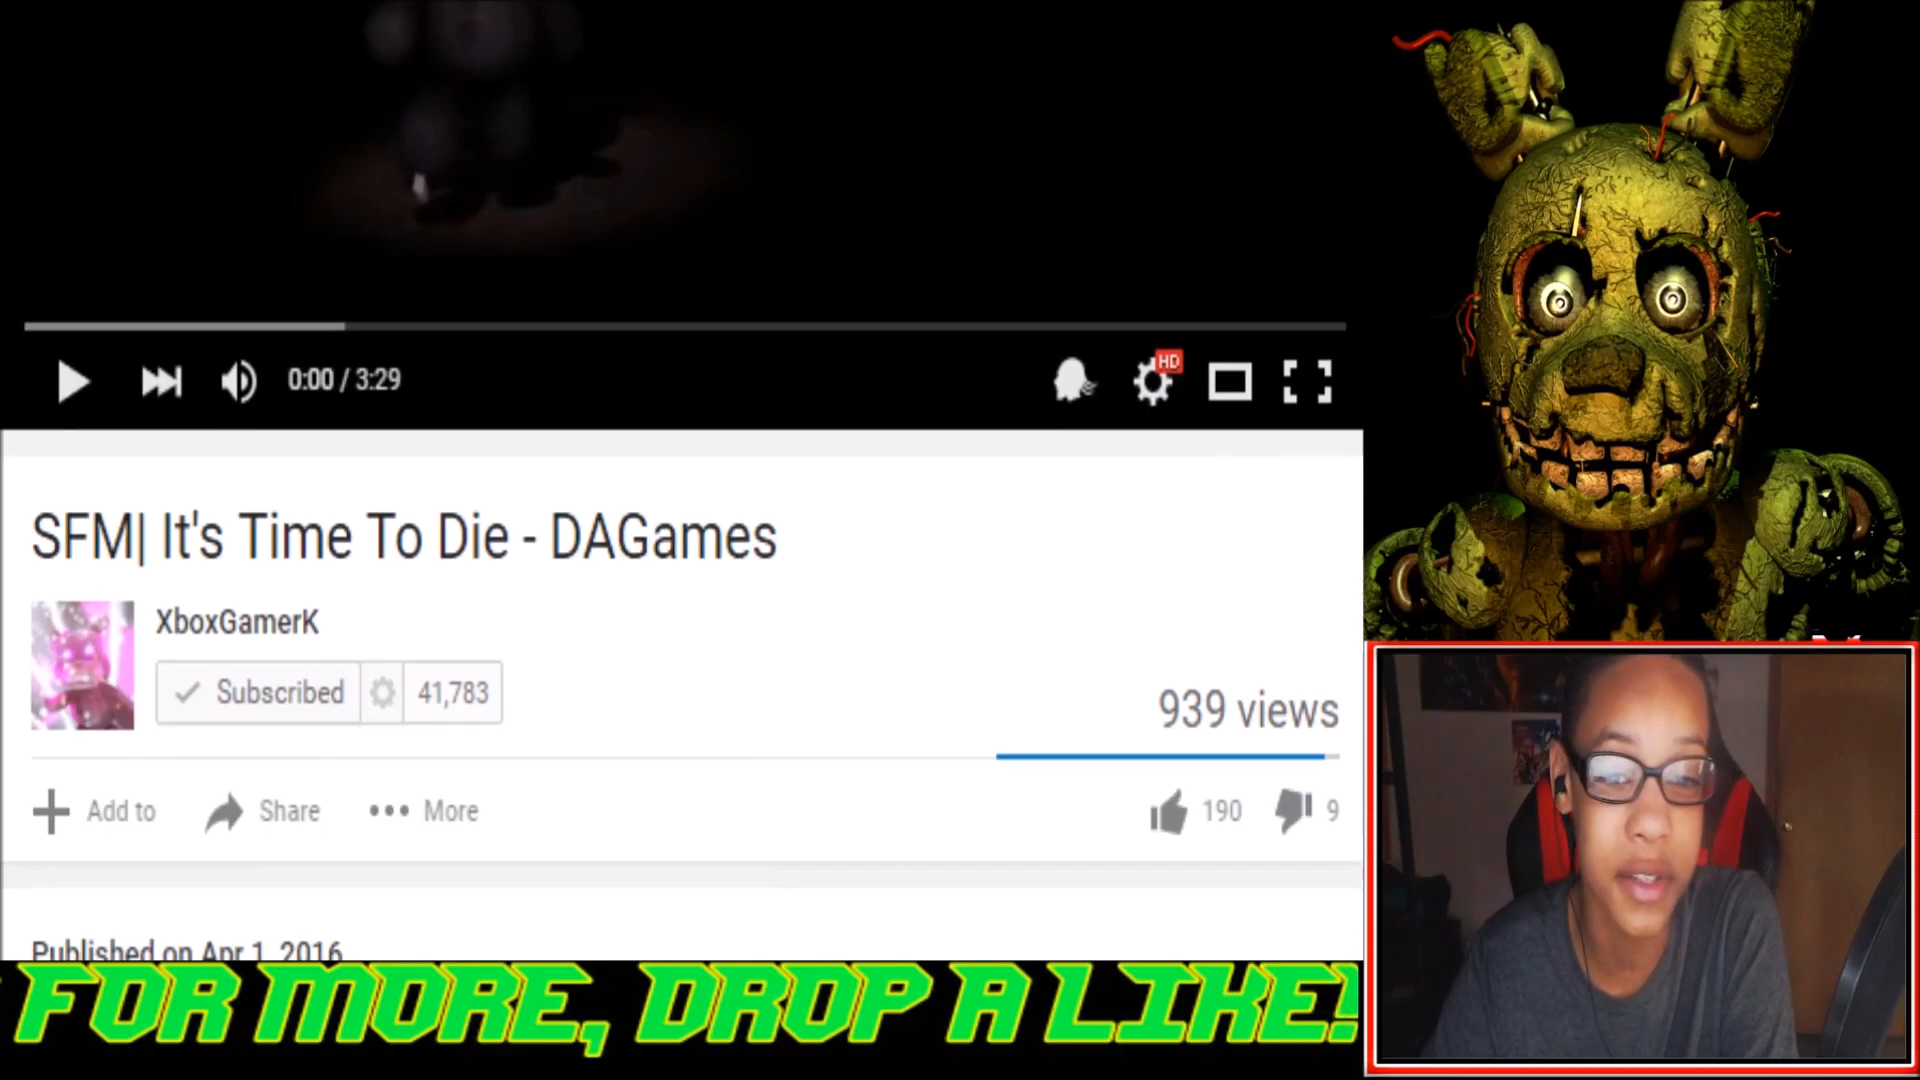 0:00 / 3:29
HD
SFM| It's Time To Die - DAGames
XboxGamerK
Subscribed 41,783
939 views
Add to Share More 190 9
Published on Apr 1, 2016
FOR MORE, DROP A LIKE!